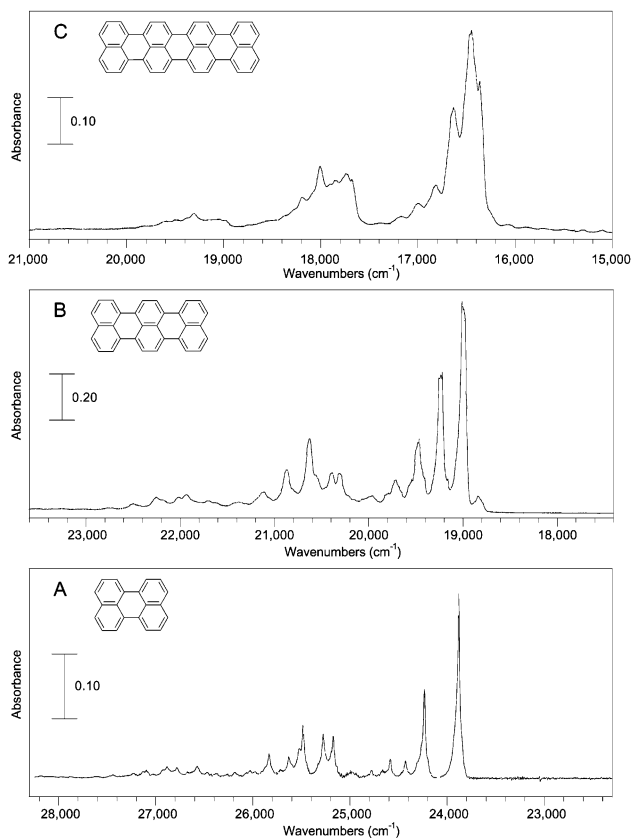 C
0.10
Absorbance
21,000 20,000 19,000 18,000 17,000 16,000 15,000
Wavenumbers (cm⁻¹)
B
0.20
Absorbance
23,000 22,000 21,000 20,000 19,000 18,000
Wavenumbers (cm⁻¹)
A
0.10
Absorbance
28,000 27,000 26,000 25,000 24,000 23,000
Wavenumbers (cm⁻¹)